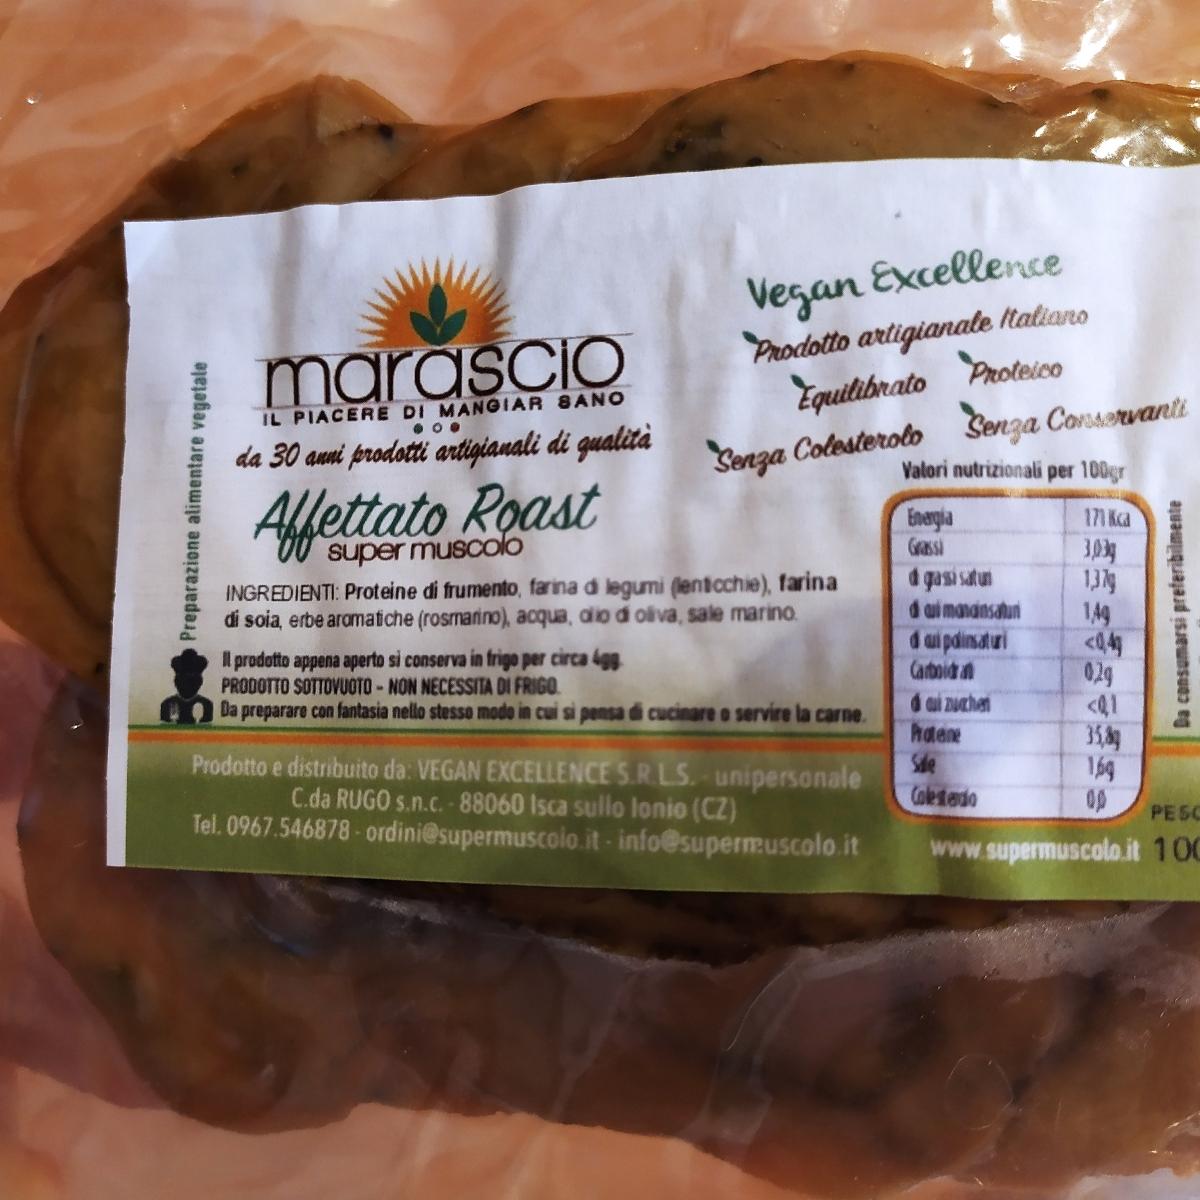 marascio
IL PIACERE DI MANGIAR SANO
da 30 anni prodotti artigianali di qualità
Affettato Roast
super muscolo
Preparazione alimentare vegetale
INGREDIENTI: Proteine di frumento, farina di legumi (lenticchie), farina
di soia, erbe aromatiche (rosmarino), acqua, olio di oliva, sale marino.
Il prodotto appena aperto si conserva in frigo per circa 4gg.
PRODOTTO SOTTOVUOTO - NON NECESSITA DI FRIGO.
Da preparare con fantasia nello stesso modo in cui si pensa di cucinare o servire la carne.
Prodotto e distribuito da: VEGAN EXCELLENCE S.R.L.S. - unipersonale
C.da RUGO s.n.c. - 88060 Isca sullo Ionio (CZ)
Tel. 0967.546878 - ordini@supermuscolo.it - info@supermuscolo.it
Vegan Excellence
Prodotto artigianale Italiano
Equilibrato Proteico
Senza Colesterolo Senza Conservanti
Valori nutrizionali per 100gr
Energia 171 Kca
Grassi 3,03g
di grassi saturi 1,37g
di cui monoinsaturi 1,4g
di cui polinsaturi <0,4g
Carboidrati 0,2g
di cui zuccheri <0,1
Proteine 35,8g
Sale 1,6g
Colesterolo 0,0
www.supermuscolo.it
Da consumarsi preferibilmente
PESO
100